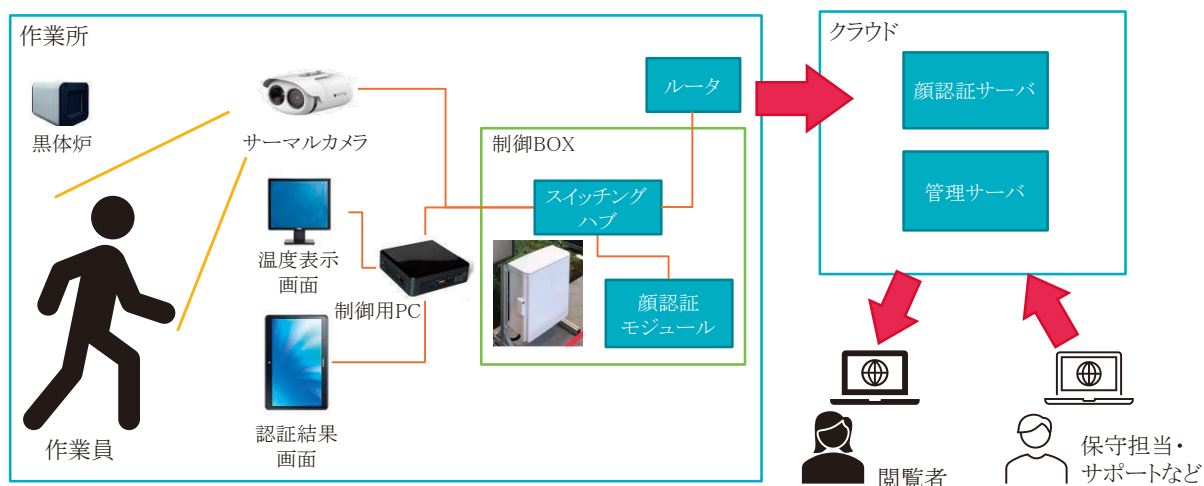 作業所
黒体炉
サーマルカメラ
温度表示
画面
制御用PC
認証結果
画面
作業員
ルータ
制御BOX
スイッチング
ハブ
顔認証
モジュール
クラウド
顔認証サーバ
管理サーバ
閲覧者
保守担当・
サポートなど